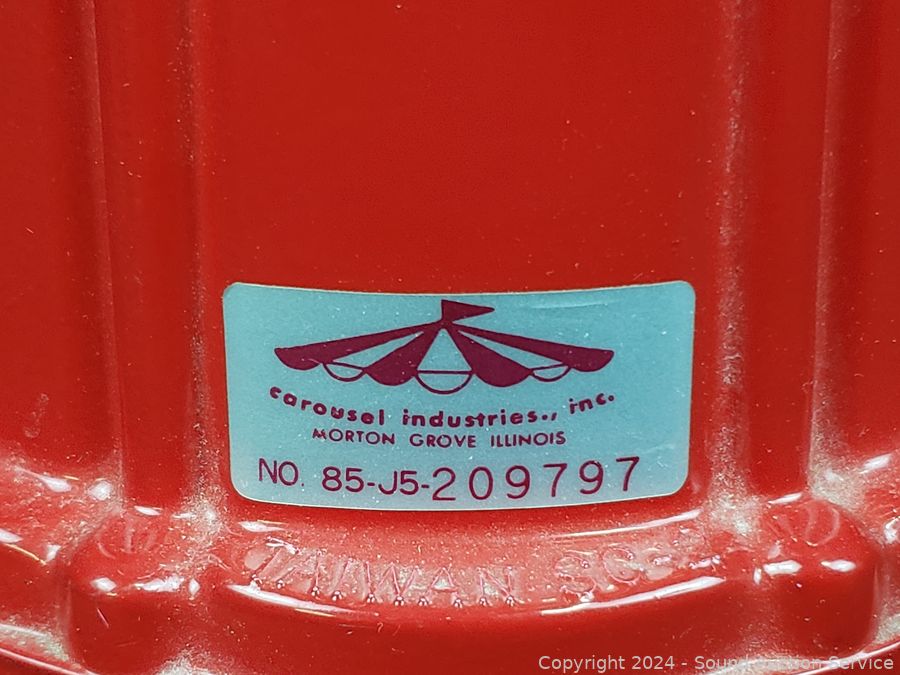 carousel industries., inc.
MORTON GROVE ILLINOIS
NO. 85-J5-209797
TAIWAN
Copyright 2024 - Sound Auction Service